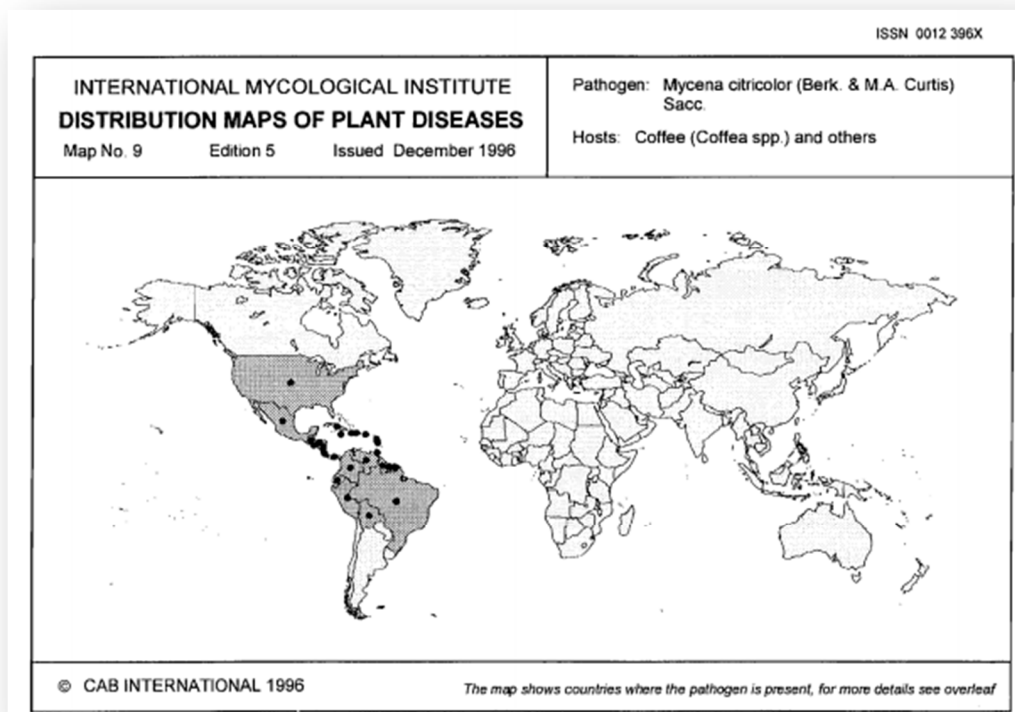 ISSN 0012 396X
INTERNATIONAL MYCOLOGICAL INSTITUTE
DISTRIBUTION MAPS OF PLANT DISEASES
Map No. 9 Edition 5 Issued December 1996
Pathogen: Mycena citricolor (Berk. & M.A. Curtis)
Sacc.
Hosts: Coffee (Coffea spp.) and others
© CAB INTERNATIONAL 1996
The map shows countries where the pathogen is present, for more details see overleaf